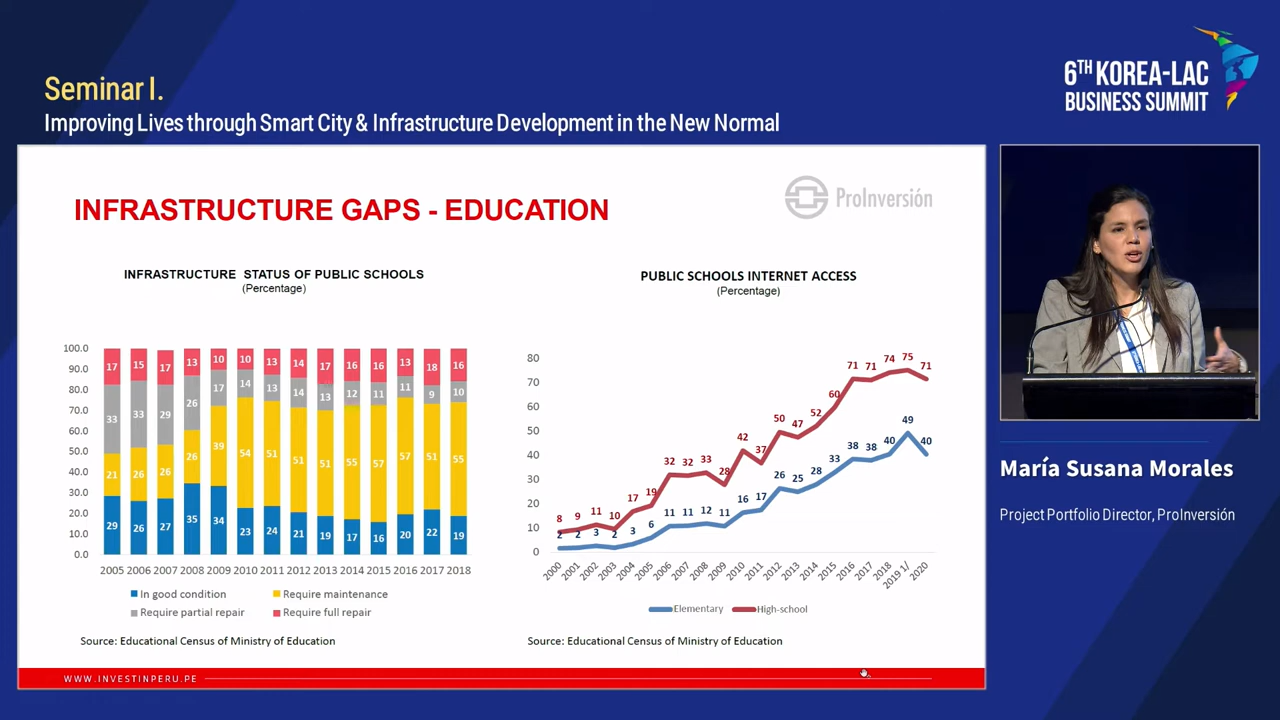 Seminar I.
Improving Lives through Smart City & Infrastructure Development in the New Normal
6TH KOREA-LAC
BUSINESS SUMMIT
INFRASTRUCTURE GAPS - EDUCATION
ProInversión
INFRASTRUCTURE STATUS OF PUBLIC SCHOOLS
(Percentage)
100.0
90.0
80.0
70.0
60.0
50.0
40.0
30.0
20.0
10.0
0.0
17 15 17 13 10 10 13 14 17 16 16 13 18 16
33 33 29 26 17 14 13 14 13 12 11 11 9 10
21 26 26 26 39 54 51 51 51 55 57 57 51 55
29 26 27 35 34 23 24 21 19 17 16 20 22 19
2005 2006 2007 2008 2009 2010 2011 2012 2013 2014 2015 2016 2017 2018
In good condition Require maintenance
Require partial repair Require full repair
Source: Educational Census of Ministry of Education
PUBLIC SCHOOLS INTERNET ACCESS
(Percentage)
80
70
60
50
40
30
20
10
0
8 9 11 10 17 19 32 32 33 28 42 37 50 47 52 60 71 71 74 75 71
2 2 3 2 3 6 11 11 12 11 16 17 26 25 28 33 38 38 40 49 40
2000 2001 2002 2003 2004 2005 2006 2007 2008 2009 2010 2011 2012 2013 2014 2015 2016 2017 2018 2019 1/ 2020
Elementary High-school
Source: Educational Census of Ministry of Education
WWW.INVESTINPERU.PE
María Susana Morales
Project Portfolio Director, ProInversión